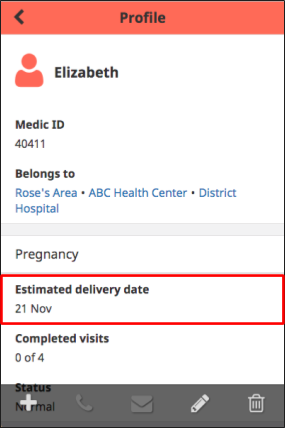 Profile
Elizabeth
Medic ID
40411
Belongs to
Rose's Area • ABC Health Center • District
Hospital
Pregnancy
Estimated delivery date
21 Nov
Completed visits
0 of 4
Status
Normal